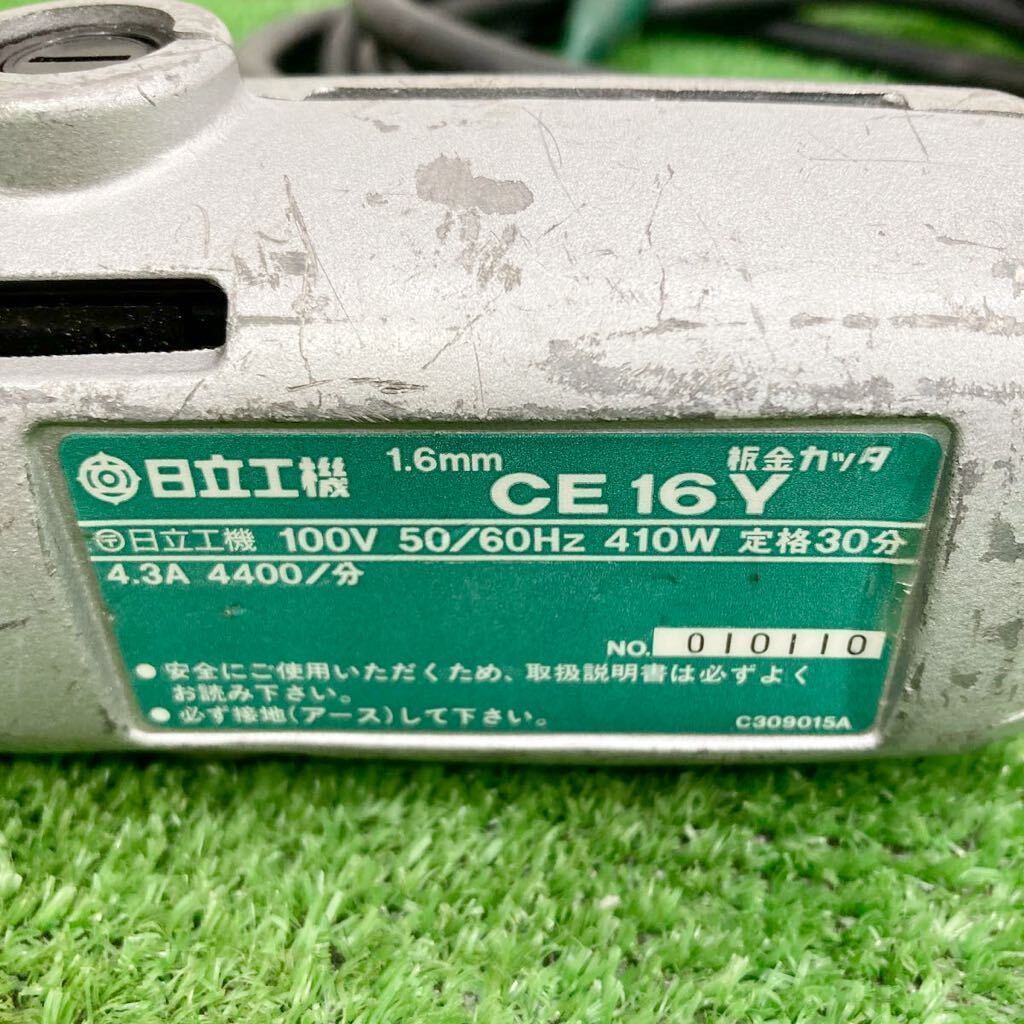 日立工機 1.6mm CE 16 Y 板金カッタ
〒日立工機 100V 50/60Hz 410W 定格30分
4.3A 4400/分
NO. 010110
● 安全にご使用いただくため、取扱説明書は必ずよく
お読み下さい。
● 必ず接地(アース)して下さい。
C309015A